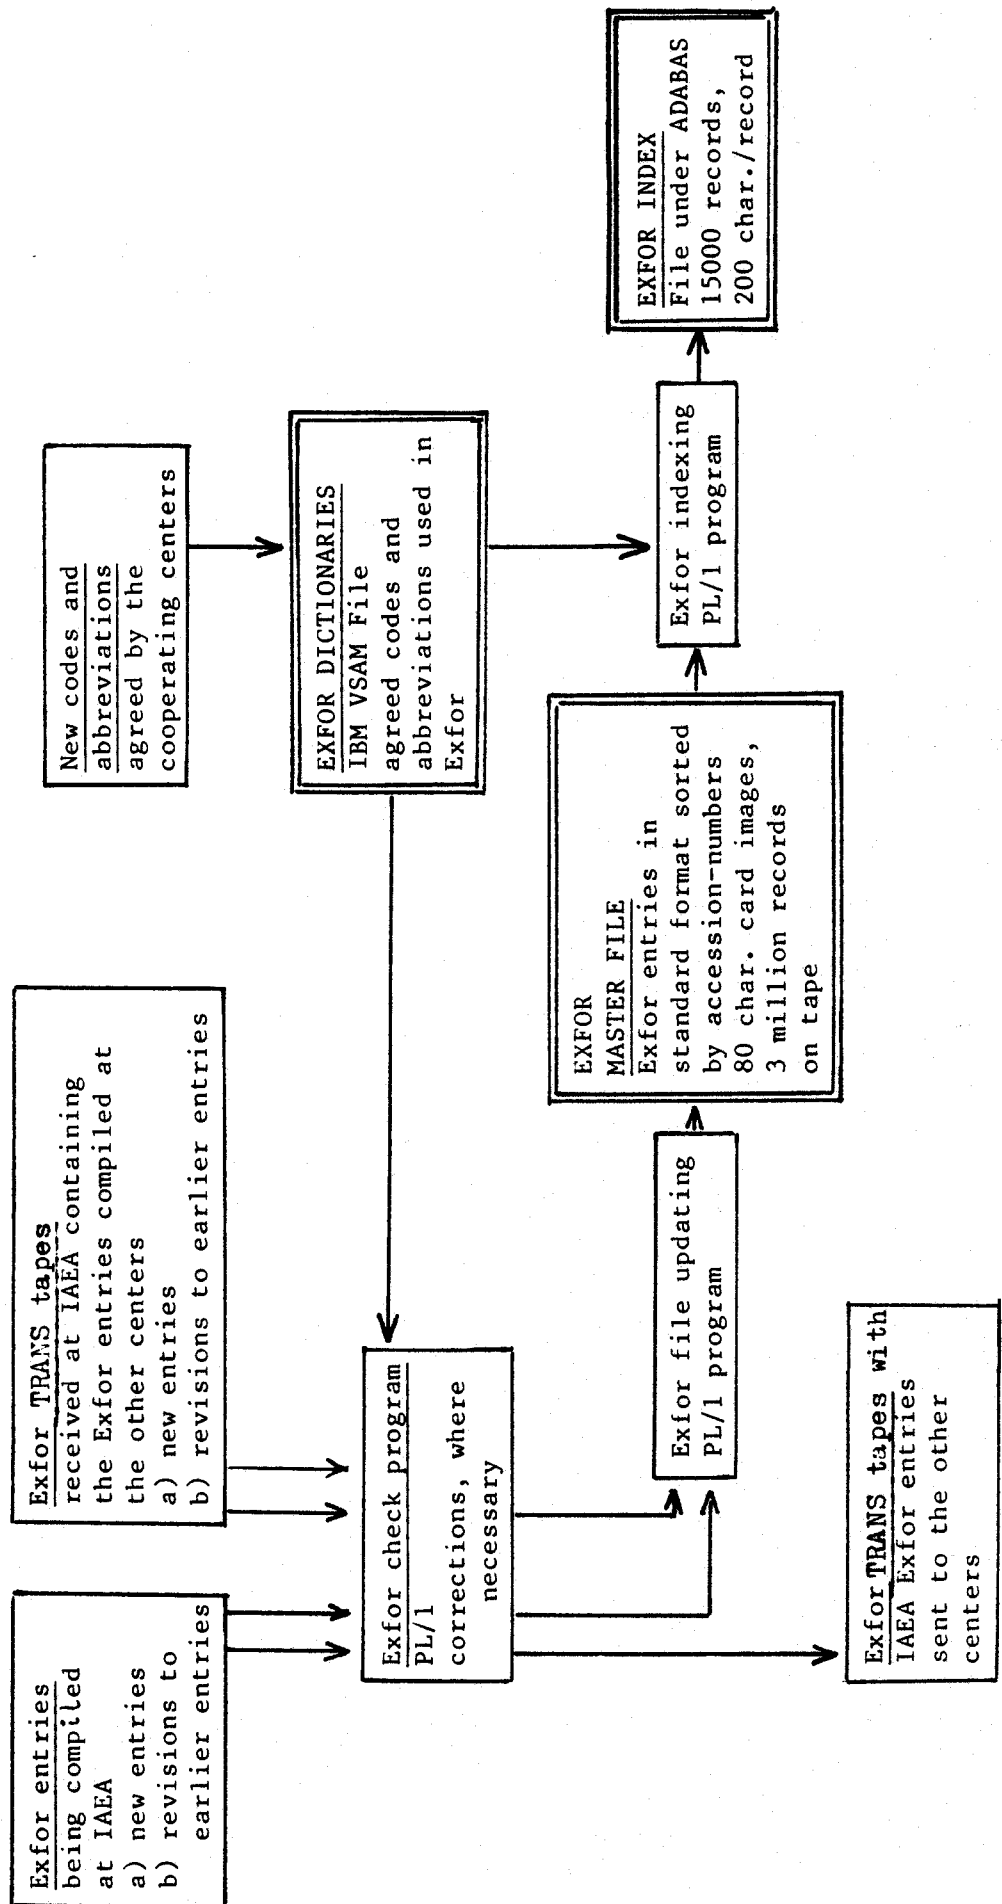 Exfor entries
being compiled
at IAEA
a) new entries
b) revisions to
earlier entries
Exfor TRANS tapes
received at IAEA containing
the Exfor entries compiled at
the other centers
a) new entries
b) revisions to earlier entries
New codes and
abbreviations
agreed by the
cooperating centers
Exfor check program
PL/1
corrections, where
necessary
EXFOR DICTIONARIES
IBM VSAM File
agreed codes and
abbreviations used in
Exfor
Exfor file updating
PL/1 program
EXFOR
MASTER FILE
Exfor entries in
standard format sorted
by accession-numbers
80 char. card images,
3 million records
on tape
Exfor indexing
PL/1 program
EXFOR INDEX
File under ADABAS
15000 records,
200 char./record
Exfor TRANS tapes with
IAEA Exfor entries
sent to the other
centers